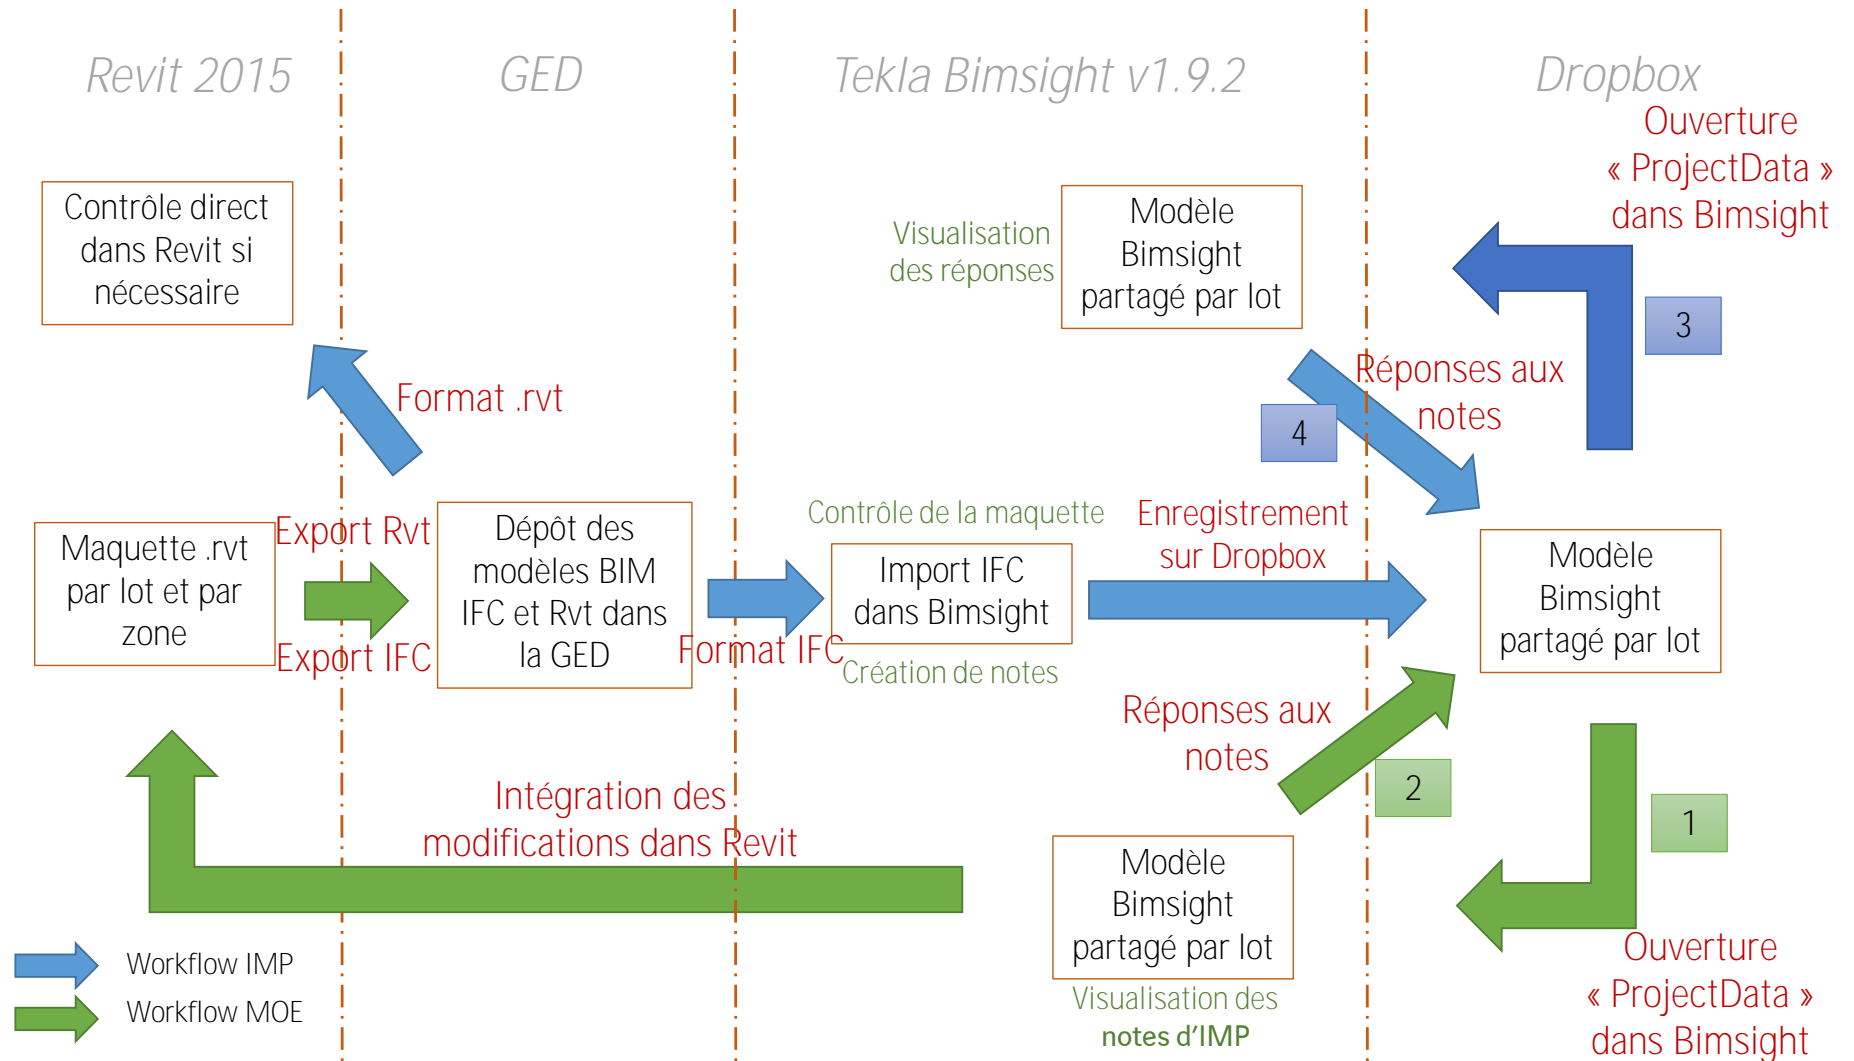 Revit 2015
GED
Tekla Bimsight v1.9.2
Dropbox
Ouverture
« ProjectData »
dans Bimsight
Contrôle direct
dans Revit si
nécessaire
Visualisation
des réponses
Modèle
Bimsight
partagé par lot
3
Format .rvt
Réponses aux
notes
4
Maquette .rvt
par lot et par
zone
Export Rvt
Export IFC
Dépôt des
modèles BIM
IFC et Rvt dans
la GED
Format IFC
Contrôle de la maquette
Import IFC
dans Bimsight
Création de notes
Enregistrement
sur Dropbox
Modèle
Bimsight
partagé par lot
Réponses aux
notes
2
1
Intégration des
modifications dans Revit
Modèle
Bimsight
partagé par lot
Visualisation des
notes d'IMP
Ouverture
« ProjectData »
dans Bimsight
Workflow IMP
Workflow MOE